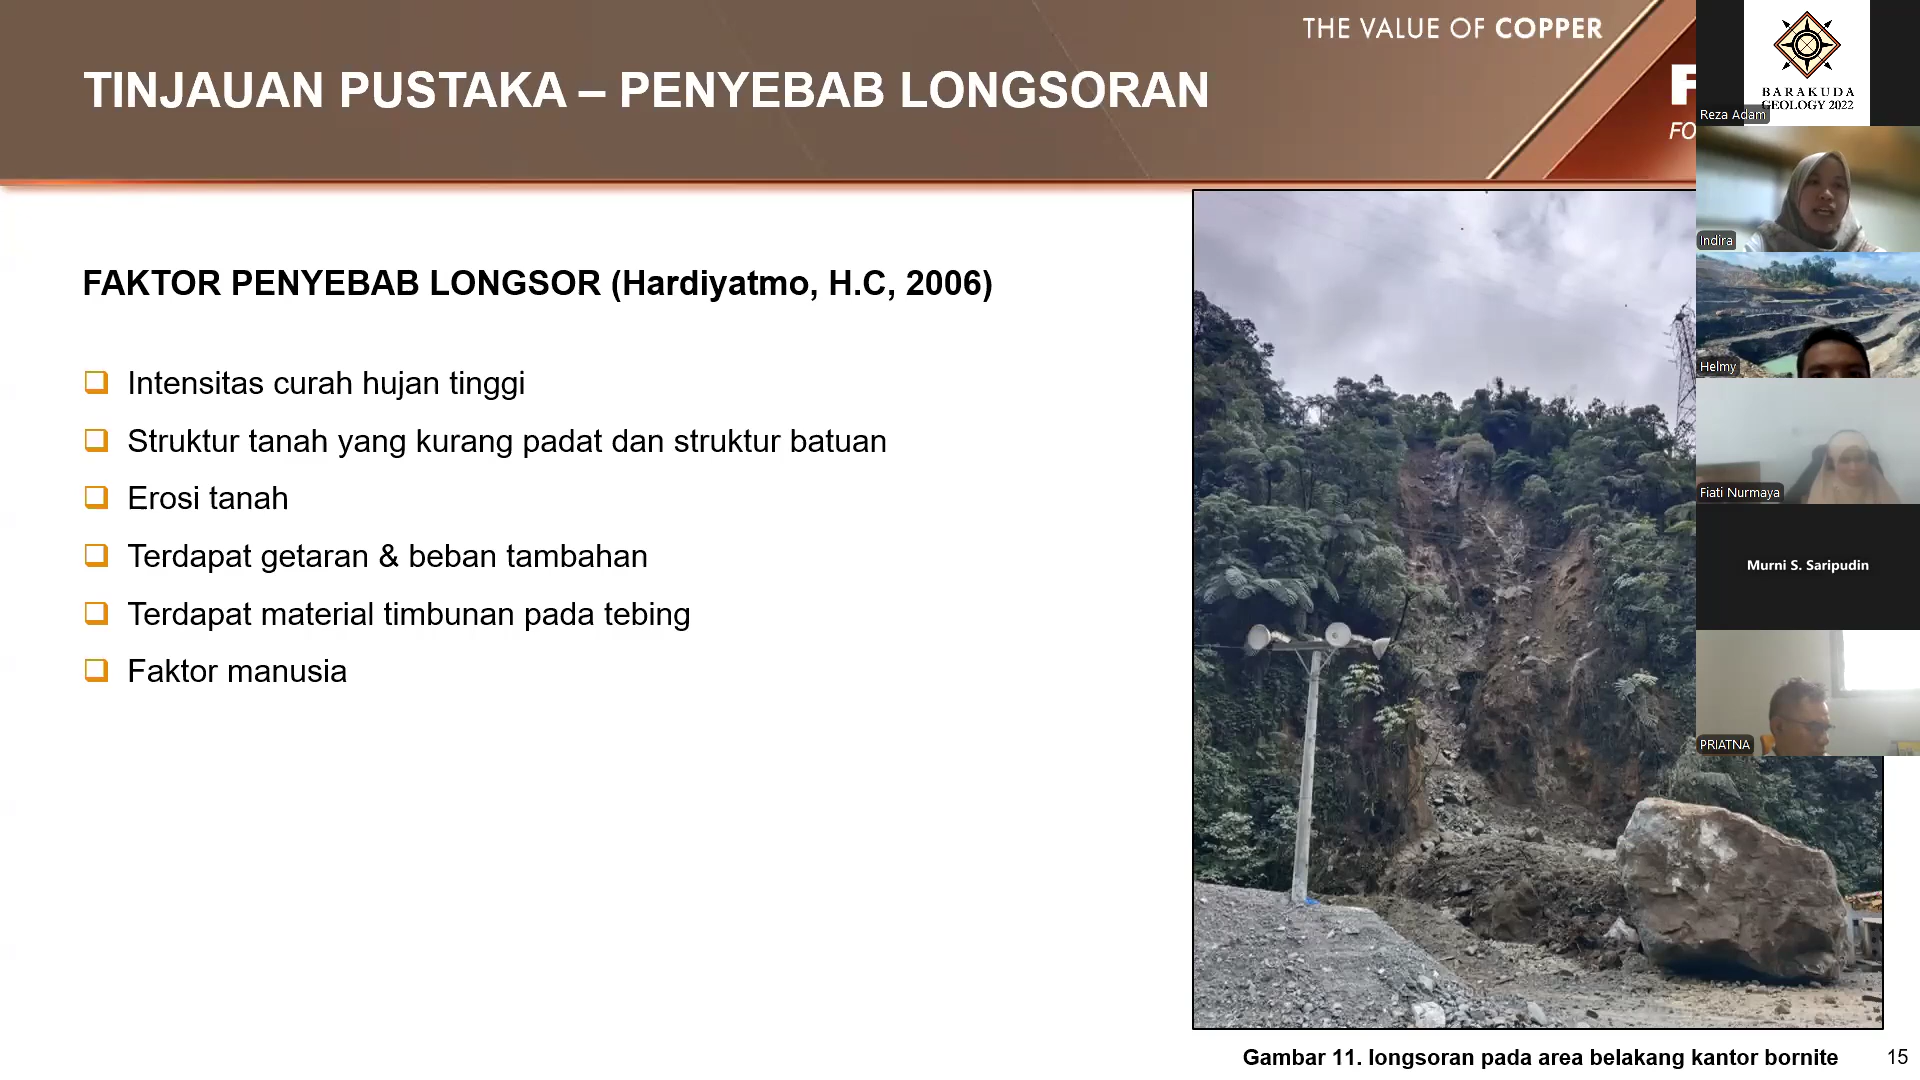 THE VALUE OF COPPER
TINJAUAN PUSTAKA – PENYEBAB LONGSORAN
F
FO
BARAKUDA
GEOLOGY 2022
Reza Adam
Indira
Helmy
Fiati Nurmaya
Murni S. Saripudin
PRIATNA
FAKTOR PENYEBAB LONGSOR (Hardiyatmo, H.C, 2006)
Intensitas curah hujan tinggi
Struktur tanah yang kurang padat dan struktur batuan
Erosi tanah
Terdapat getaran & beban tambahan
Terdapat material timbunan pada tebing
Faktor manusia
Gambar 11. longsoran pada area belakang kantor bornite
15